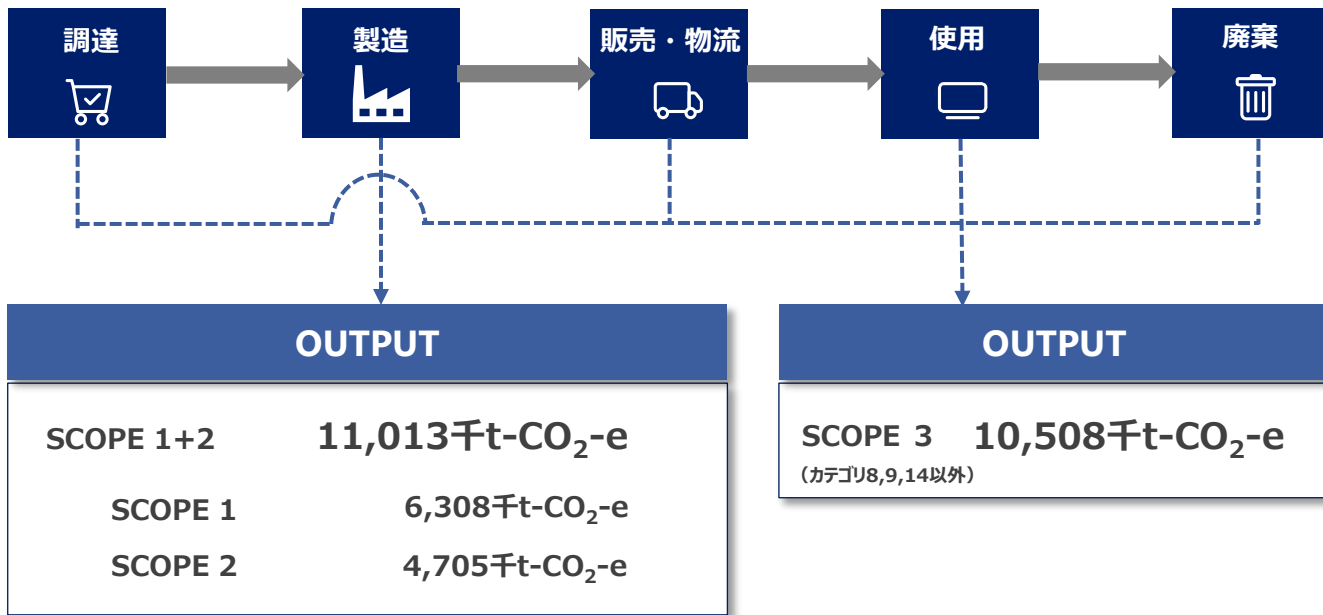 調達
製造
販売・物流
使用
廃棄
OUTPUT
SCOPE 1+2 11,013千t-CO₂-e
SCOPE 1 6,308千t-CO₂-e
SCOPE 2 4,705千t-CO₂-e
OUTPUT
SCOPE 3 10,508千t-CO₂-e
（カテゴリ8,9,14以外）